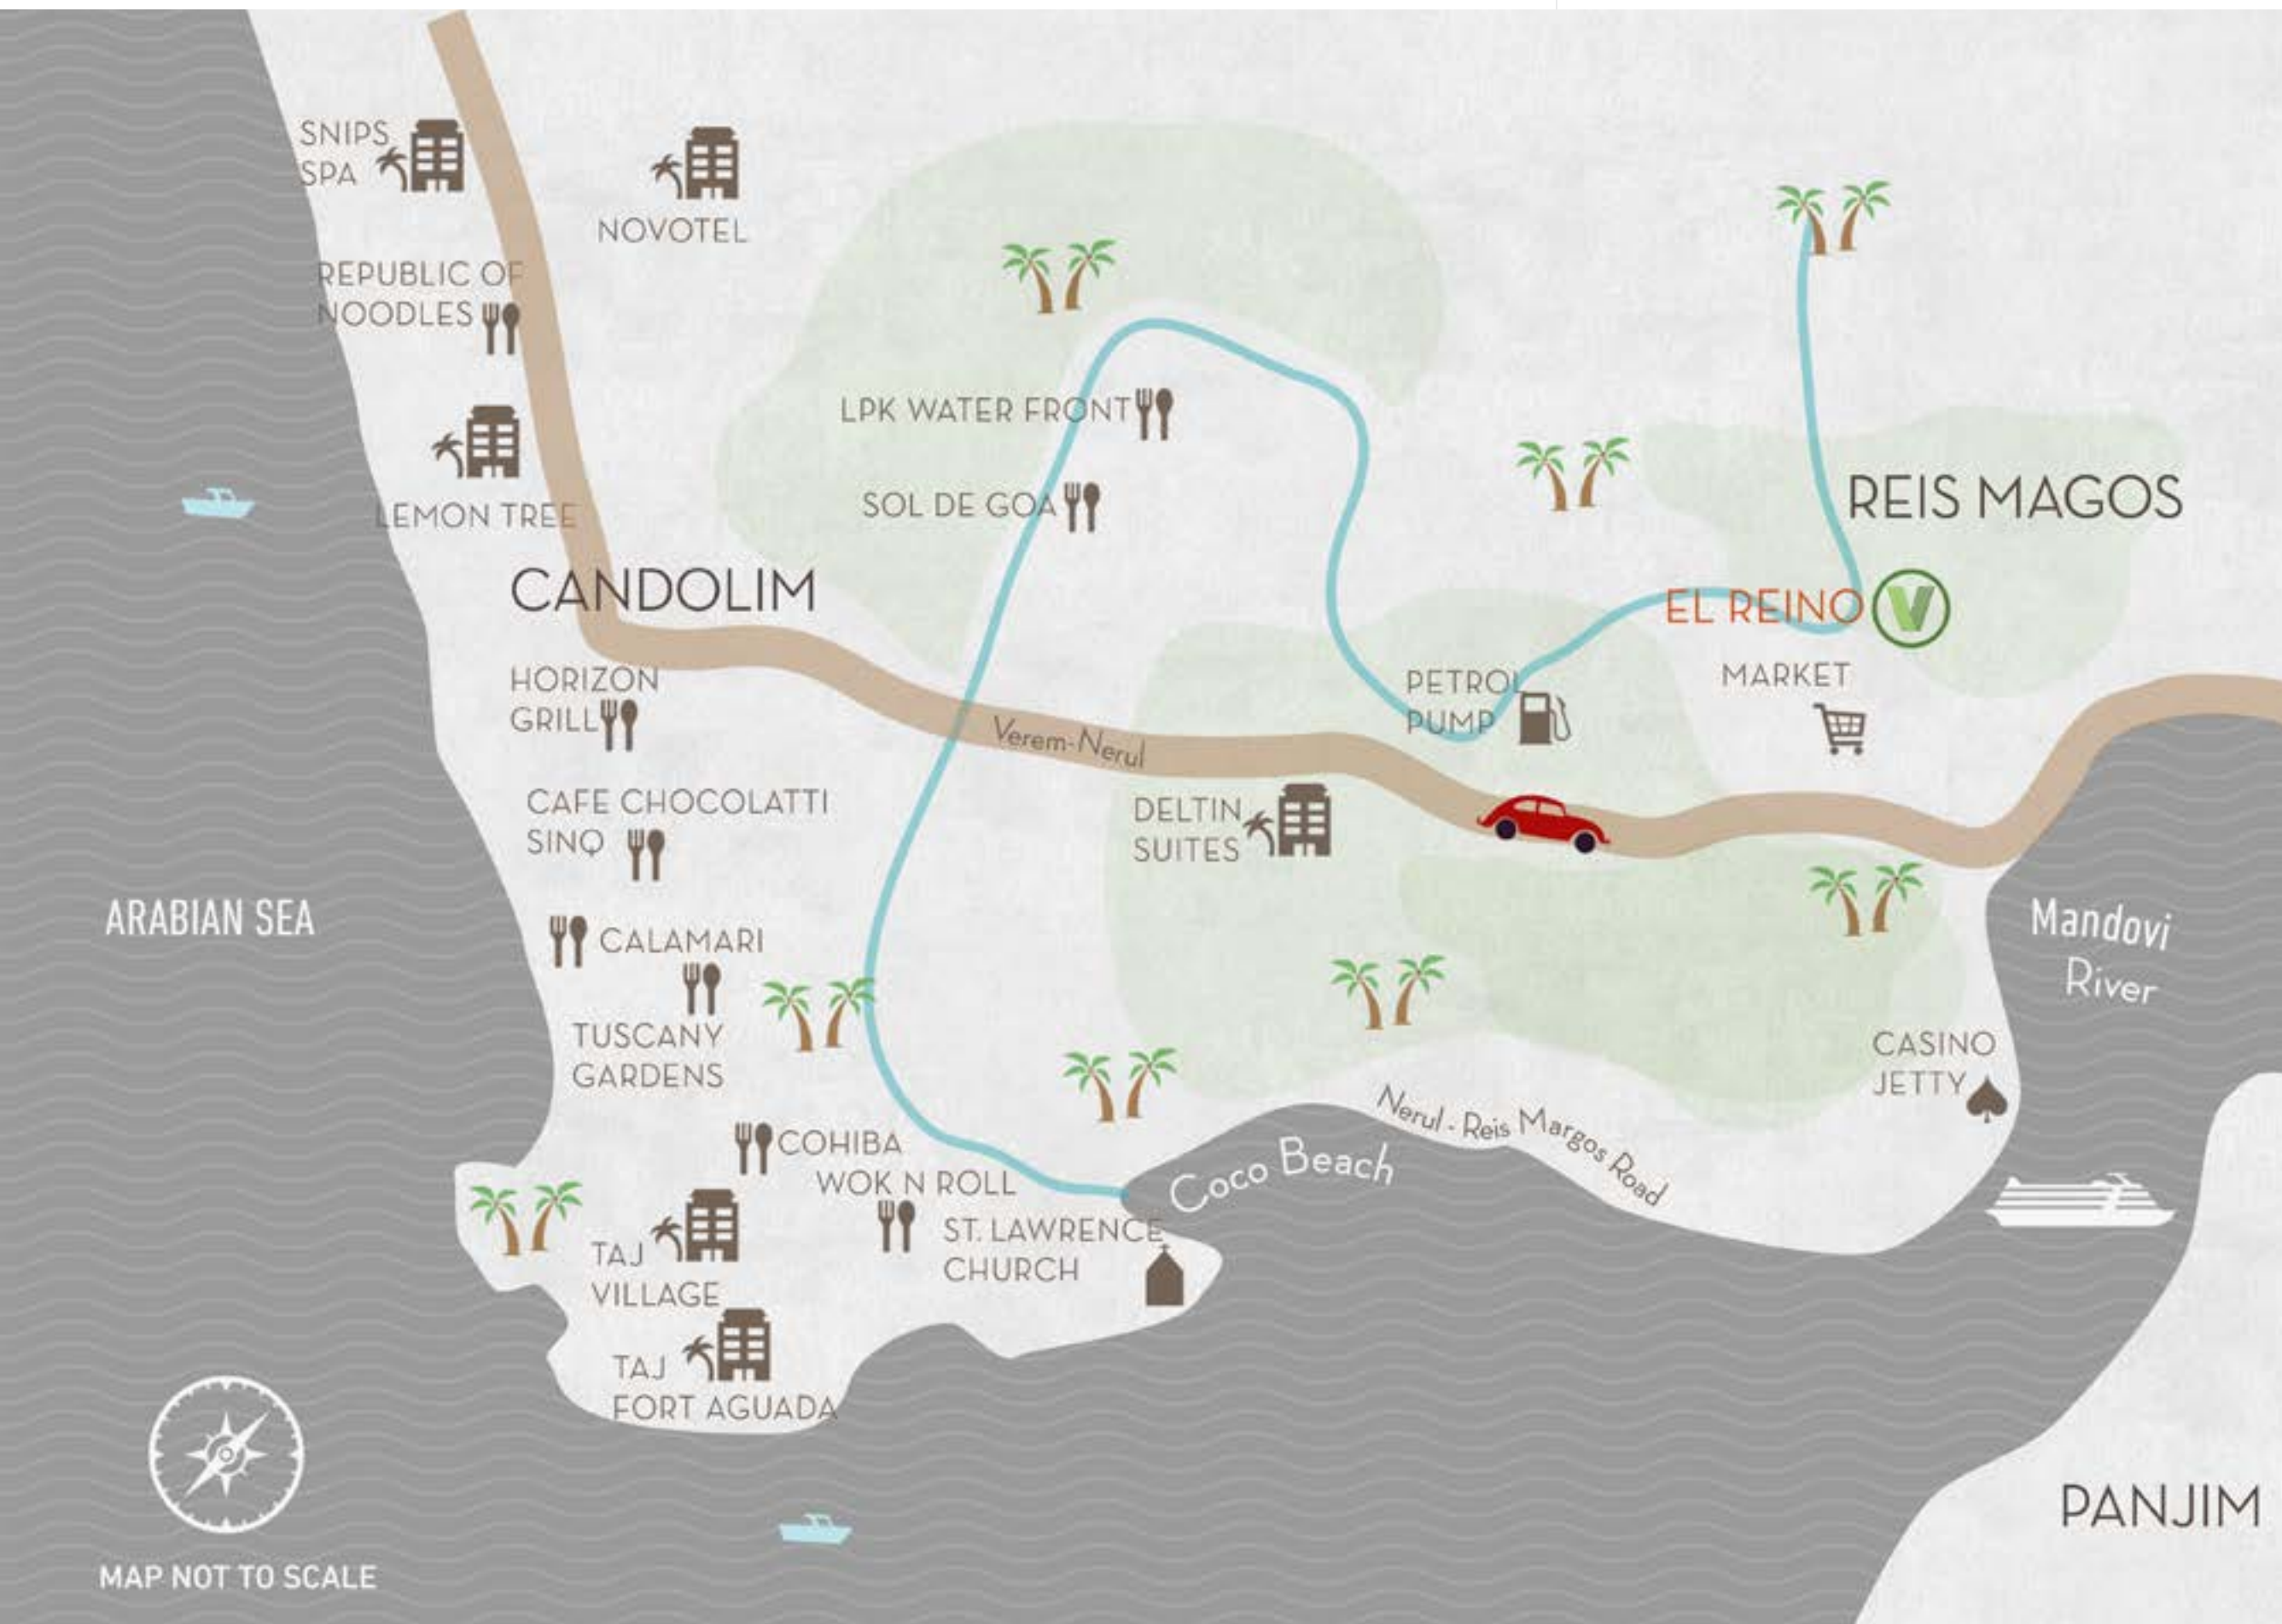 SNIPS
SPA
NOVOTEL
REPUBLIC OF
NOODLES
LPK WATER FRONT
SOL DE GOA
LEMON TREE
REIS MAGOS
CANDOLIM
EL REINO
V
HORIZON
GRILL
PETROL
PUMP
MARKET
Verem-Nerul
CAFE CHOCOLATTI
SINQ
DELTIN
SUITES
ARABIAN SEA
CALAMARI
Mandovi
River
TUSCANY
GARDENS
CASINO
JETTY
COHIBA
WOK N ROLL
Coco Beach
Nerul - Reis Margos Road
ST. LAWRENCE
CHURCH
TAJ
VILLAGE
TAJ
FORT AGUADA
PANJIM
MAP NOT TO SCALE